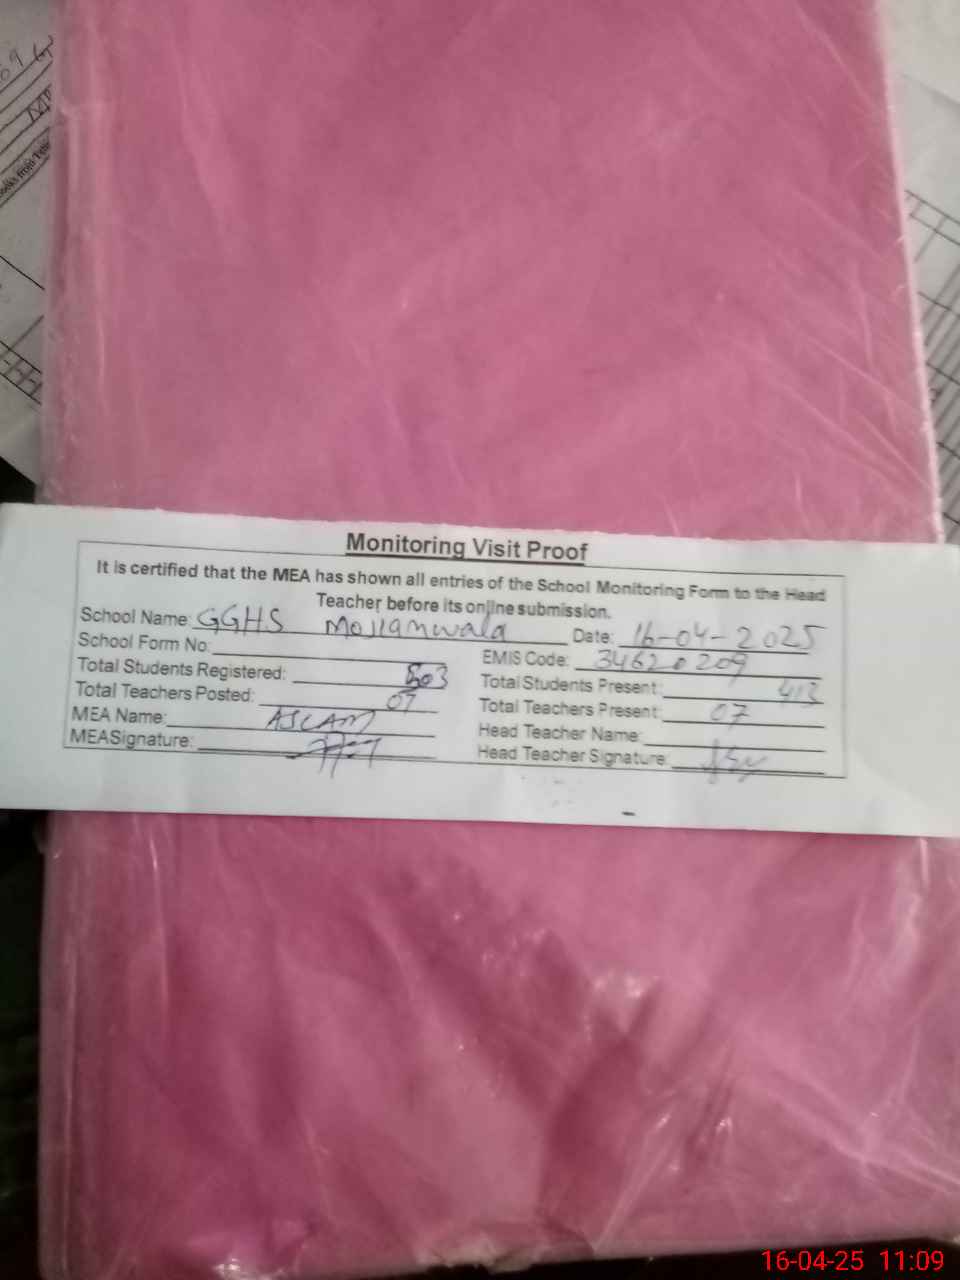 Monitoring Visit Proof
It is certified that the MEA has shown all entries of the School Monitoring Form to the Head
Teacher before its online submission.
School Name: GGHS Mojianwala Date: 16-04-2025
School Form No: EMIS Code: 34620209
Total Students Registered: 503 Total Students Present: 413
Total Teachers Posted: 07 Total Teachers Present: 07
MEA Name: ASLAM Head Teacher Name:
MEASignature: Head Teacher Signature:
16-04-25 11:09